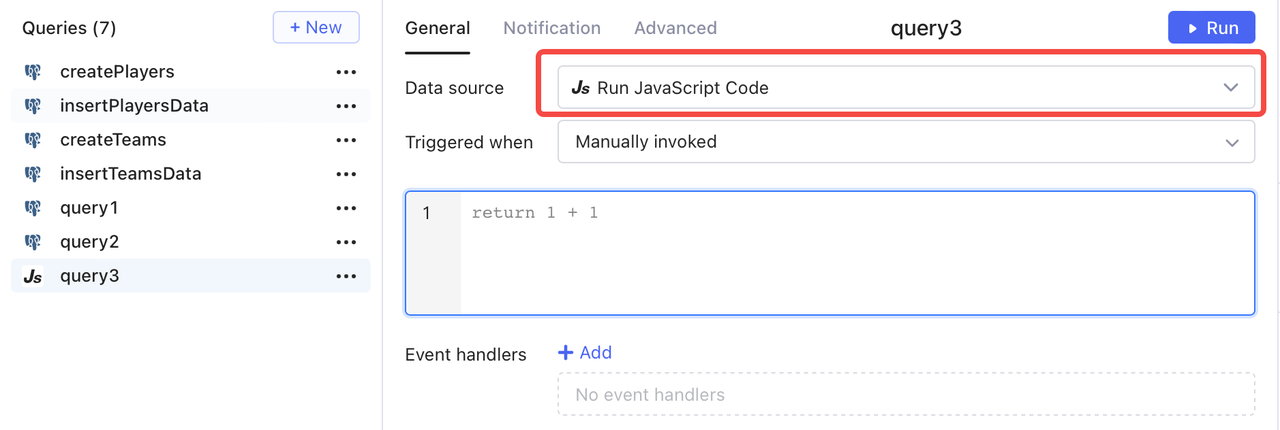 Queries (7)
+ New
createPlayers
insertPlayersData
createTeams
insertTeamsData
query1
query2
Js query3
General Notification Advanced query3 Run
Data source Js Run JavaScript Code
Triggered when Manually invoked
1 return 1 + 1
Event handlers + Add
No event handlers